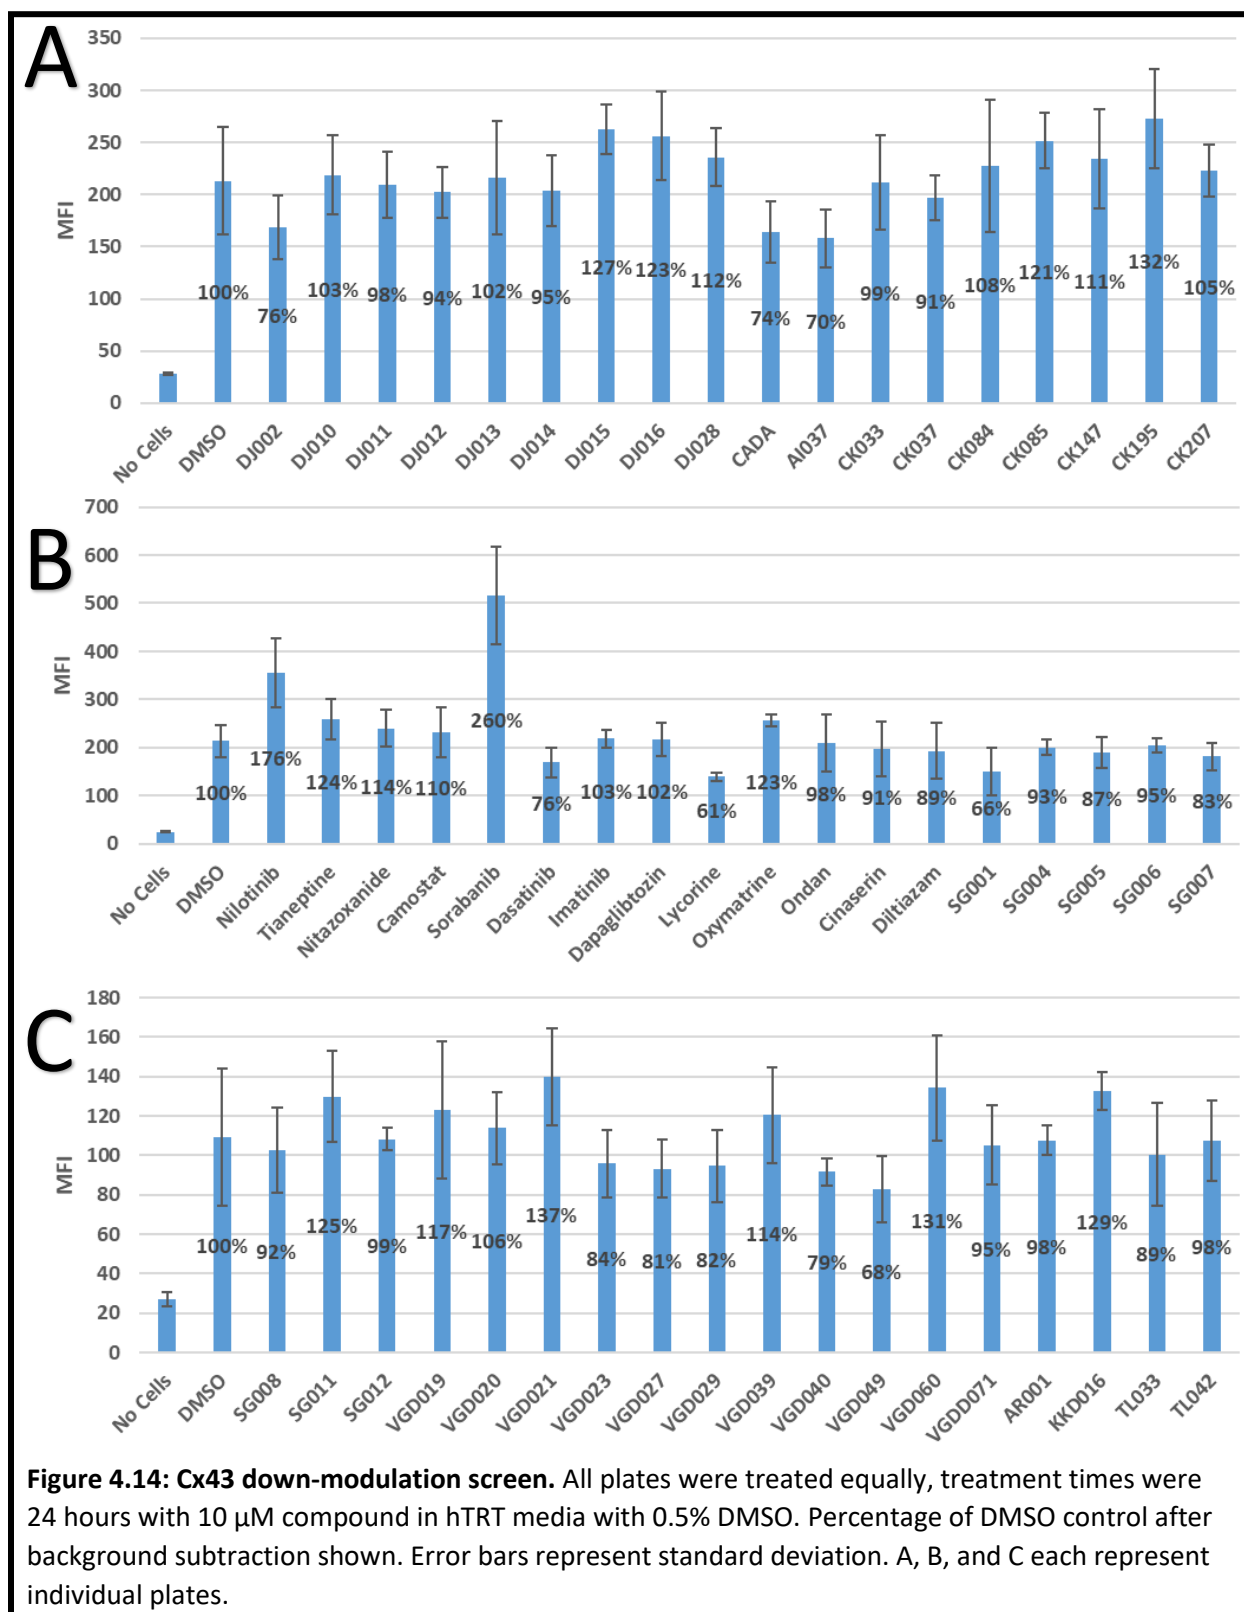 A
350
300
250
200
150
100
50
0
MFI
100% 76% 103% 98% 94% 102% 95% 127% 123% 112% 74% 70% 99% 91% 108% 121% 111% 132% 105%
No Cells DMSO DJ002 DJ010 DJ011 DJ012 DJ013 DJ014 DJ015 DJ016 DJ028 CADA AI037 CK033 CK037 CK084 CK085 CK147 CK195 CK207
B
700
600
500
400
300
200
100
0
MFI
100% 176% 124% 114% 110% 260% 76% 103% 102% 61% 123% 98% 91% 89% 66% 93% 87% 95% 83%
No Cells DMSO Nilotinib Tianeptine Nitazoxanide Camostat Sorabanib Dasatinib Imatinib Dapaglibtozin Lycorine Oxymatrine Ondan Cinaserin Diltiazam SG001 SG004 SG005 SG006 SG007
C
180
160
140
120
100
80
60
40
20
0
MFI
100% 92% 125% 99% 117% 106% 137% 84% 81% 82% 114% 79% 68% 131% 95% 98% 129% 89% 98%
No Cells DMSO SG008 SG011 SG012 VGD019 VGD020 VGD021 VGD023 VGD027 VGD029 VGD039 VGD040 VGD049 VGD060 VGDD071 AR001 KKD016 TL033 TL042
Figure 4.14: Cx43 down-modulation screen. All plates were treated equally, treatment times were
24 hours with 10 µM compound in hTRT media with 0.5% DMSO. Percentage of DMSO control after
background subtraction shown. Error bars represent standard deviation. A, B, and C each represent
individual plates.